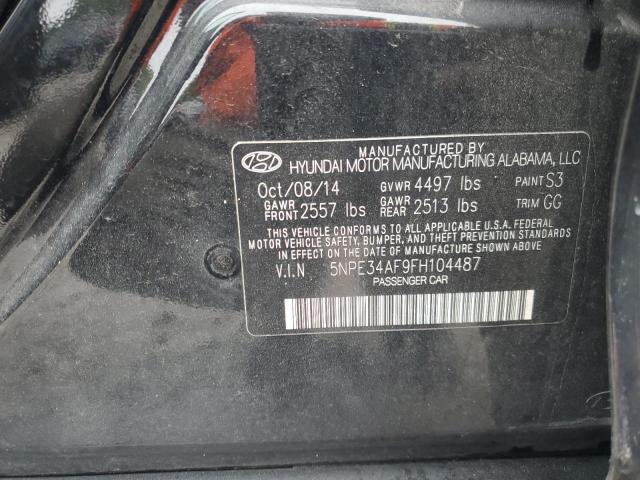 MANUFACTURED BY
HYUNDAI MOTOR MANUFACTURING ALABAMA, LLC
Oct/08/14 GVWR 4497 lbs PAINT S3
GAWR FRONT 2557 lbs GAWR REAR 2513 lbs TRIM GG
THIS VEHICLE CONFORMS TO ALL APPLICABLE U.S.A. FEDERAL
MOTOR VEHICLE SAFETY, BUMPER, AND THEFT PREVENTION
STANDARDS IN EFFECT ON THE DATE OF MANUFACTURE SHOWN ABOVE.
V.I.N 5NPE34AF9FH104487
PASSENGER CAR